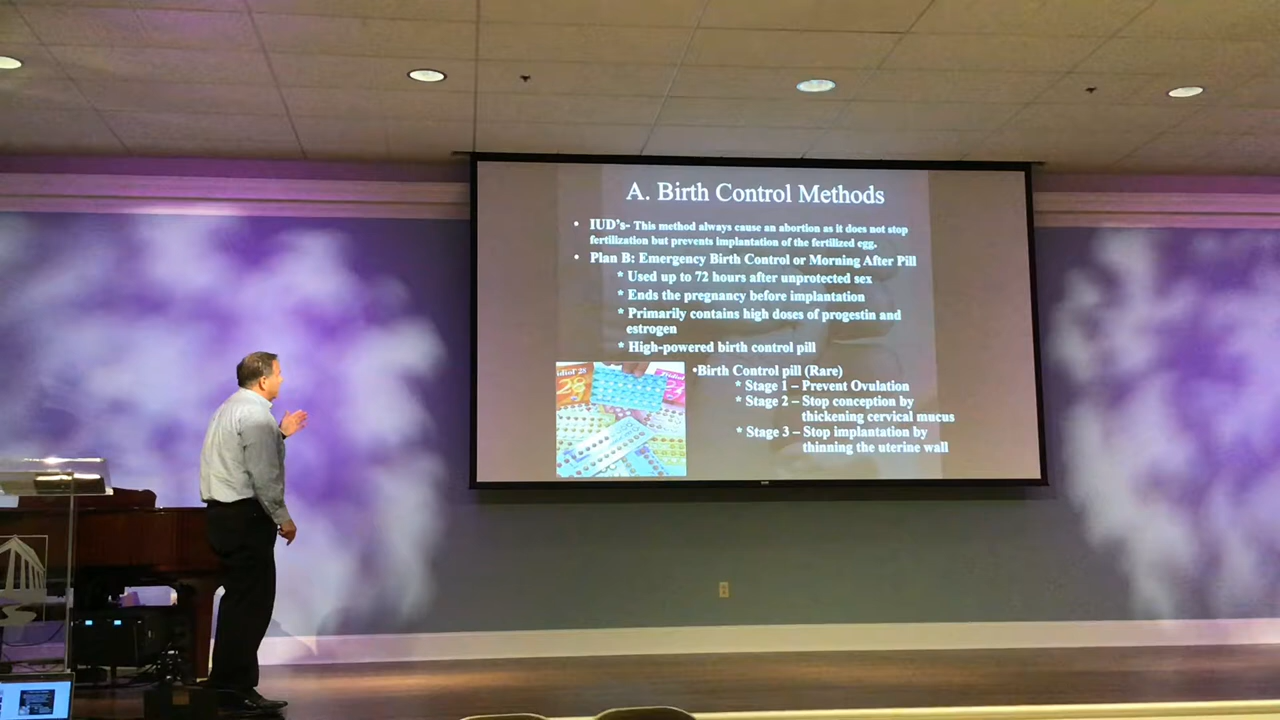 A. Birth Control Methods
• IUD's- This method always cause an abortion as it does not stop
fertilization but prevents implantation of the fertilized egg.
• Plan B: Emergency Birth Control or Morning After Pill
* Used up to 72 hours after unprotected sex
* Ends the pregnancy before implantation
* Primarily contains high doses of progestin and
estrogen
* High-powered birth control pill
•Birth Control pill (Rare)
* Stage 1 – Prevent Ovulation
* Stage 2 – Stop conception by
thickening cervical mucus
* Stage 3 – Stop implantation by
thinning the uterine wall
28